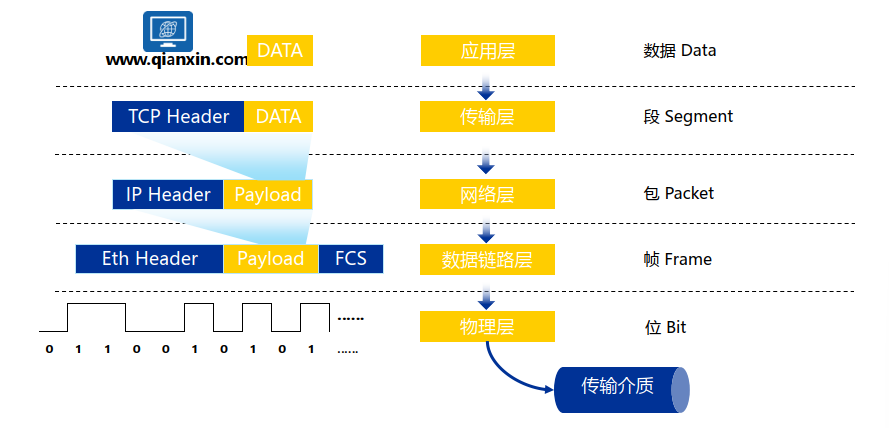 www.qianxin.com DATA 应用层 数据 Data
TCP Header DATA 传输层 段 Segment
IP Header Payload 网络层 包 Packet
Eth Header Payload FCS 数据链路层 帧 Frame
...... 物理层 位 Bit
0 1 1 0 0 1 0 1 0 1 ......
传输介质